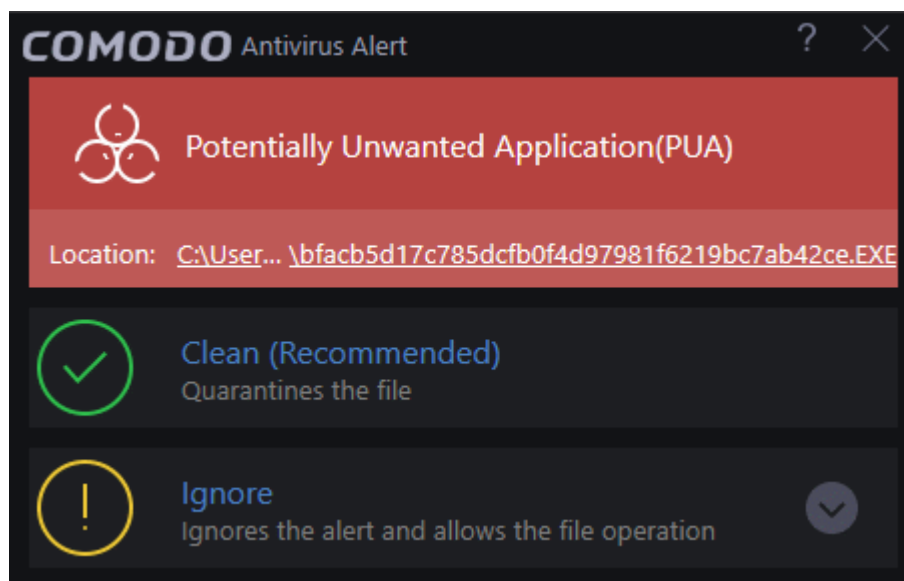 COMODO Antivirus Alert ? ×
Potentially Unwanted Application(PUA)
Location: C:\User... \bfacb5d17c785dcfb0f4d97981f6219bc7ab42ce.EXE
Clean (Recommended)
Quarantines the file
!
Ignore
Ignores the alert and allows the file operation